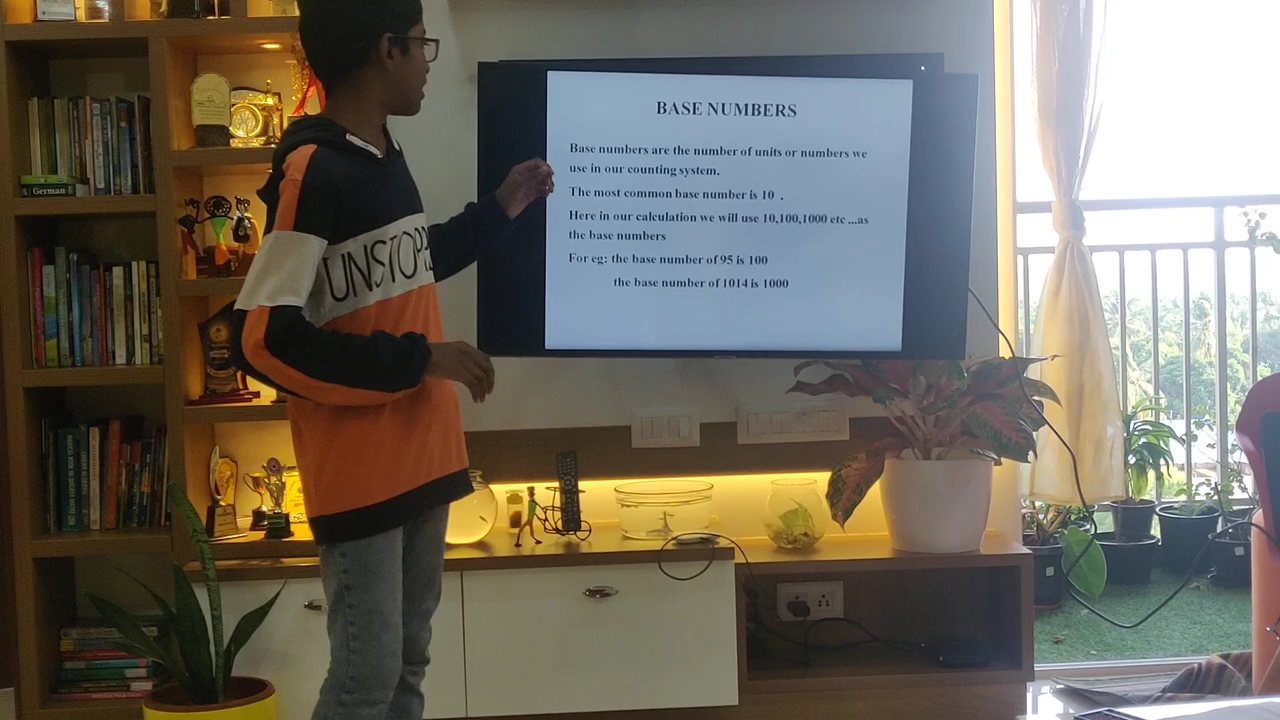 BASE NUMBERS
Base numbers are the number of units or numbers we
use in our counting system.
The most common base number is 10 .
Here in our calculation we will use 10,100,1000 etc ...as
the base numbers
For eg: the base number of 95 is 100
the base number of 1014 is 1000
UNSTOPP
German